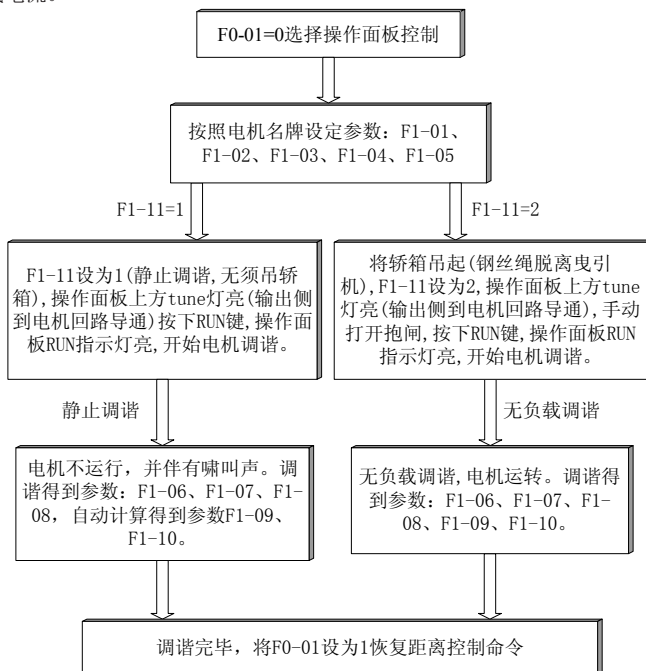 F0-01=0选择操作面板控制
按照电机名牌设定参数：F1-01、
F1-02、F1-03、F1-04、F1-05
F1-11=1
F1-11=2
F1-11设为1(静止调谐,无须吊轿
箱),操作面板上方tune灯亮(输出侧
到电机回路导通)按下RUN键,操作面
板RUN指示灯亮,开始电机调谐。
将轿箱吊起(钢丝绳脱离曳引
机),F1-11设为2,操作面板上方tune
灯亮(输出侧到电机回路导通),手动
打开抱闸,按下RUN键,操作面板RUN
指示灯亮,开始电机调谐。
静止调谐
无负载调谐
电机不运行，并伴有啸叫声。调
谐得到参数：F1-06、F1-07、F1-
08，自动计算得到参数F1-09、
F1-10。
无负载调谐,电机运转。调谐得
到参数：F1-06、F1-07、F1-
08、F1-09、F1-10。
调谐完毕，将F0-01设为1恢复距离控制命令